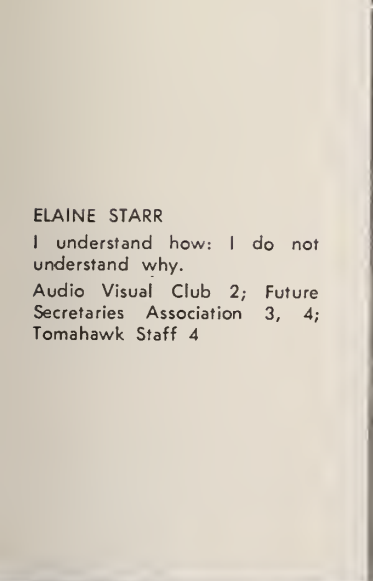 ELAINE STARR
I understand how: I do not
understand why.
Audio Visual Club 2; Future
Secretaries Association 3, 4;
Tomahawk Staff 4